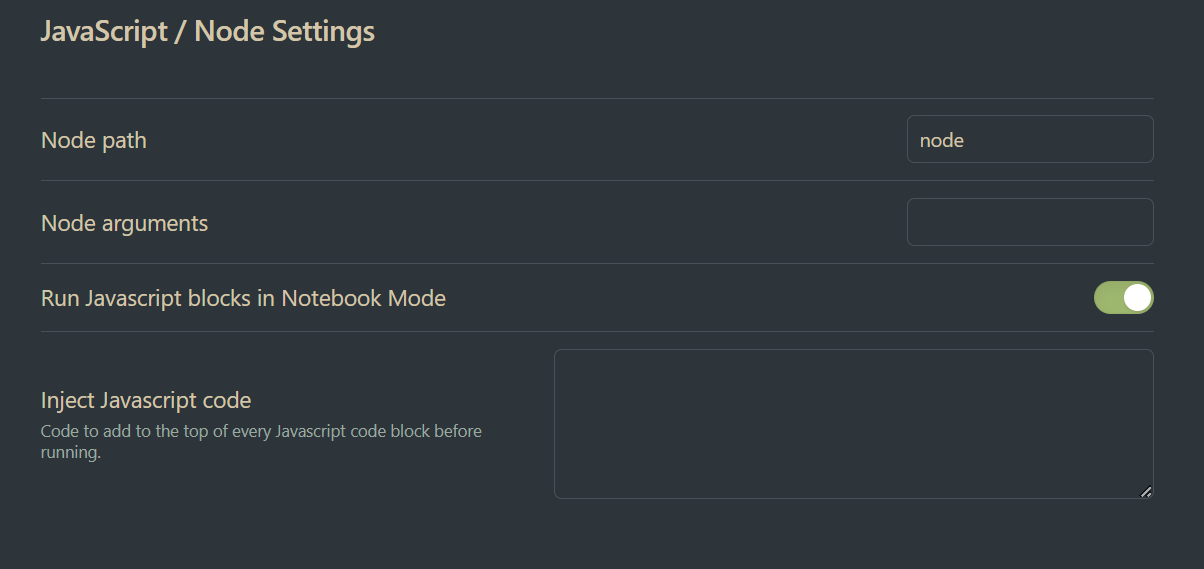 JavaScript / Node Settings
Node path
node
Node arguments
Run Javascript blocks in Notebook Mode
Inject Javascript code
Code to add to the top of every Javascript code block before
running.